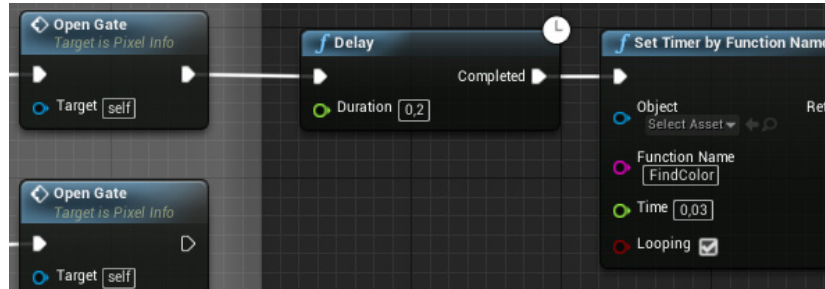 Open Gate
Target is Pixel Info
Target self
Open Gate
Target is Pixel Info
Target self
f Delay
Completed
Duration 0,2
f Set Timer by Function Name
Object
Select Asset
Function Name
FindColor
Time 0,03
Looping